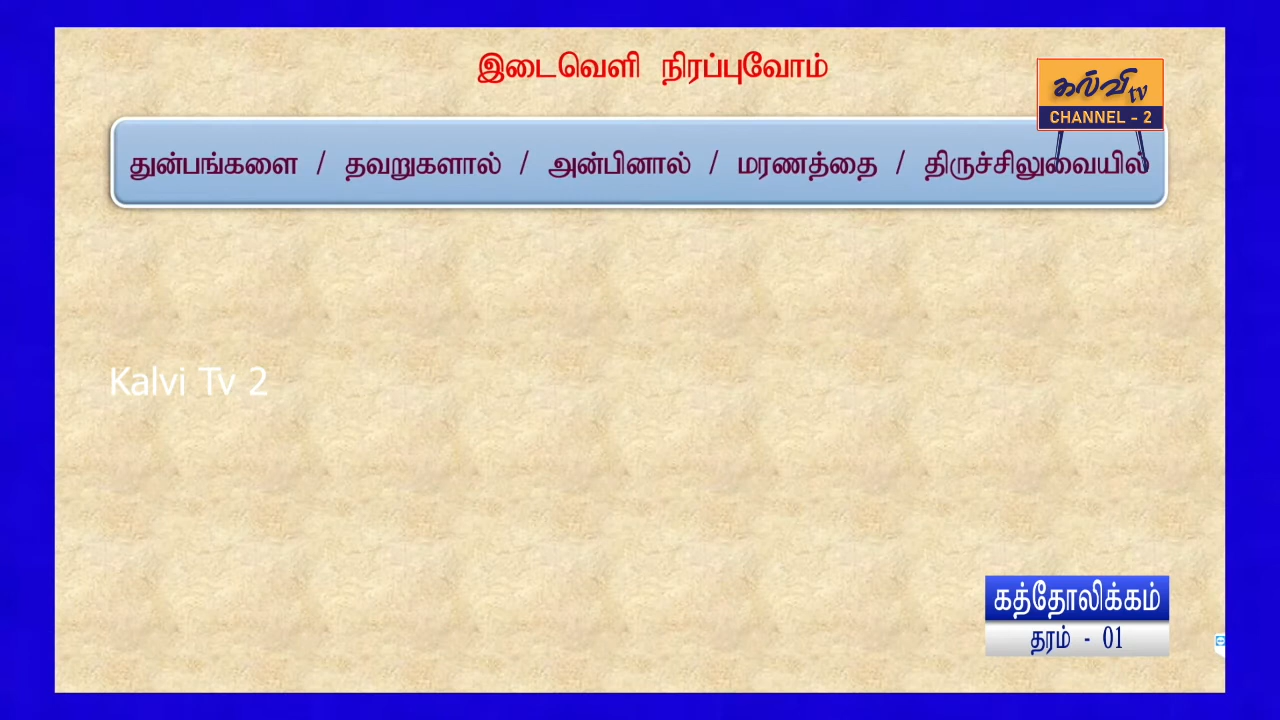 இடைவெளி நிரப்புவோம்
கல்வி tv
CHANNEL - 2
துன்பங்களை / தவறுகளால் / அன்பினால் / மரணத்தை / திருச்சிலுவையில்
Kalvi Tv 2
கத்தோலிக்கம்
தரம் - 01